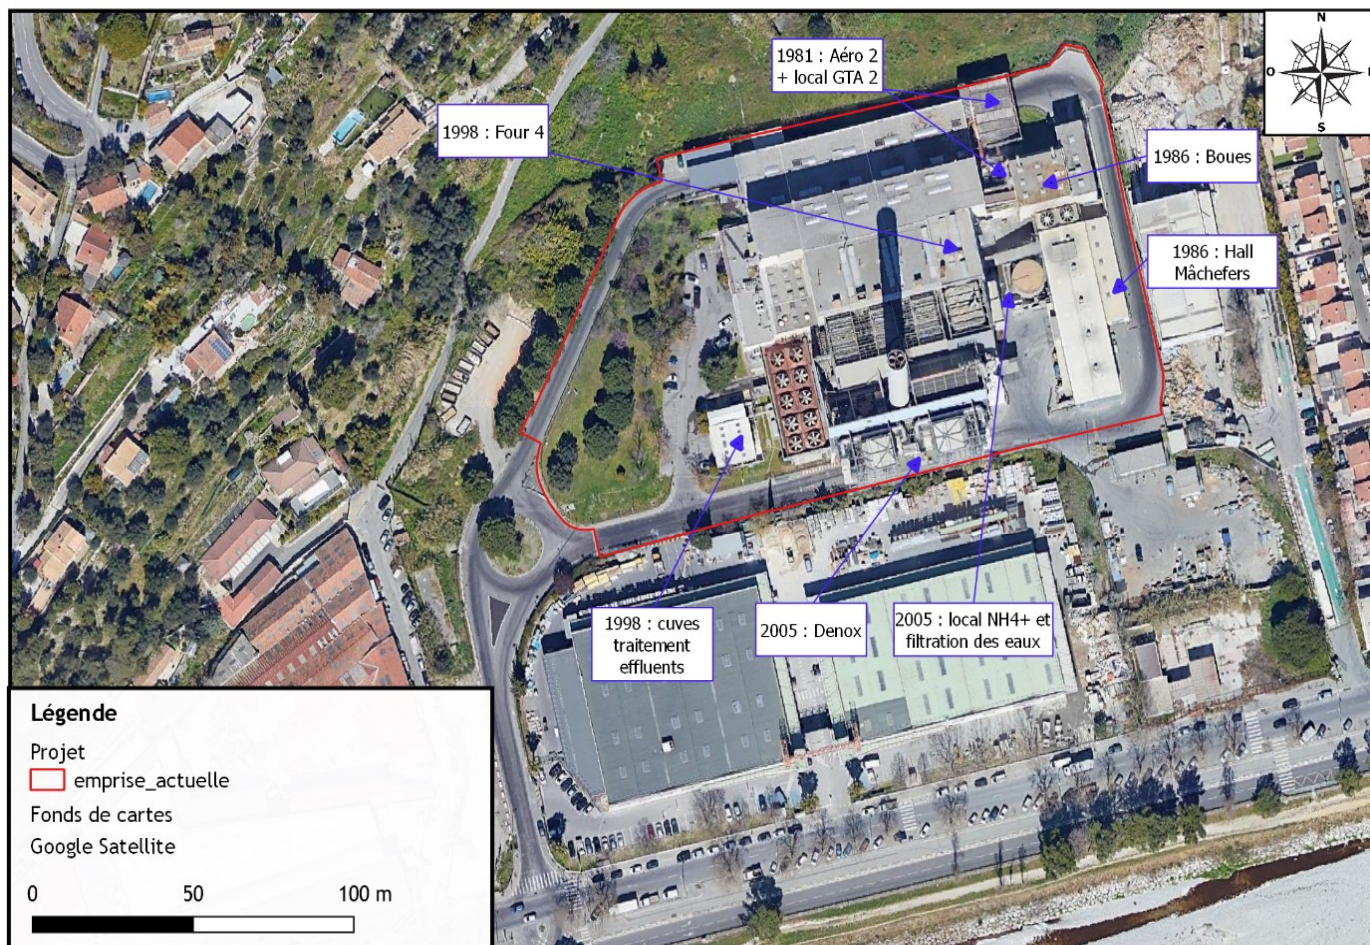 N
O
S
1981 : Aéro 2
+ local GTA 2
1998 : Four 4
1986 : Boues
1986 : Hall
Mâchefers
1998 : cuves
traitement
effluents
2005 : Denox
2005 : local NH4+ et
filtration des eaux
Légende
Projet
emprise_actuelle
Fonds de cartes
Google Satellite
0 50 100 m